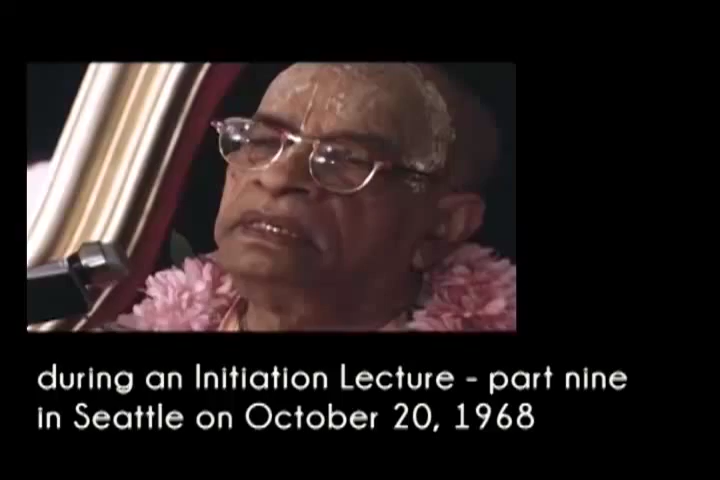 during an Initiation Lecture - part nine
in Seattle on October 20, 1968